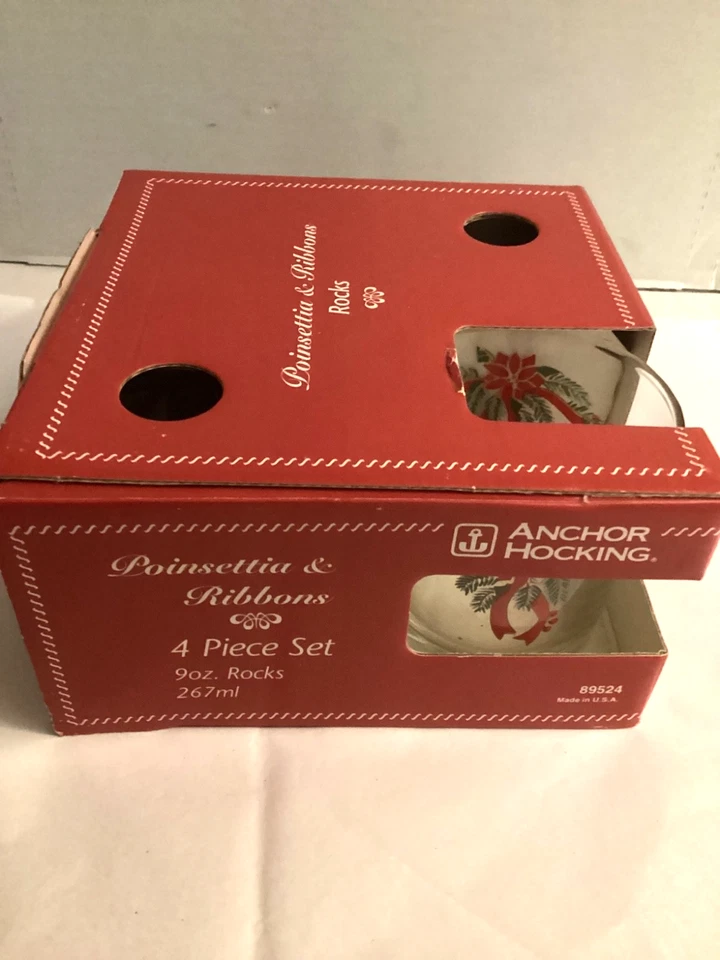 Poinsettia & Ribbons
Rocks
ANCHOR
HOCKING®
Poinsettia &
Ribbons
4 Piece Set
9oz. Rocks
267ml
89524
Made in U.S.A.